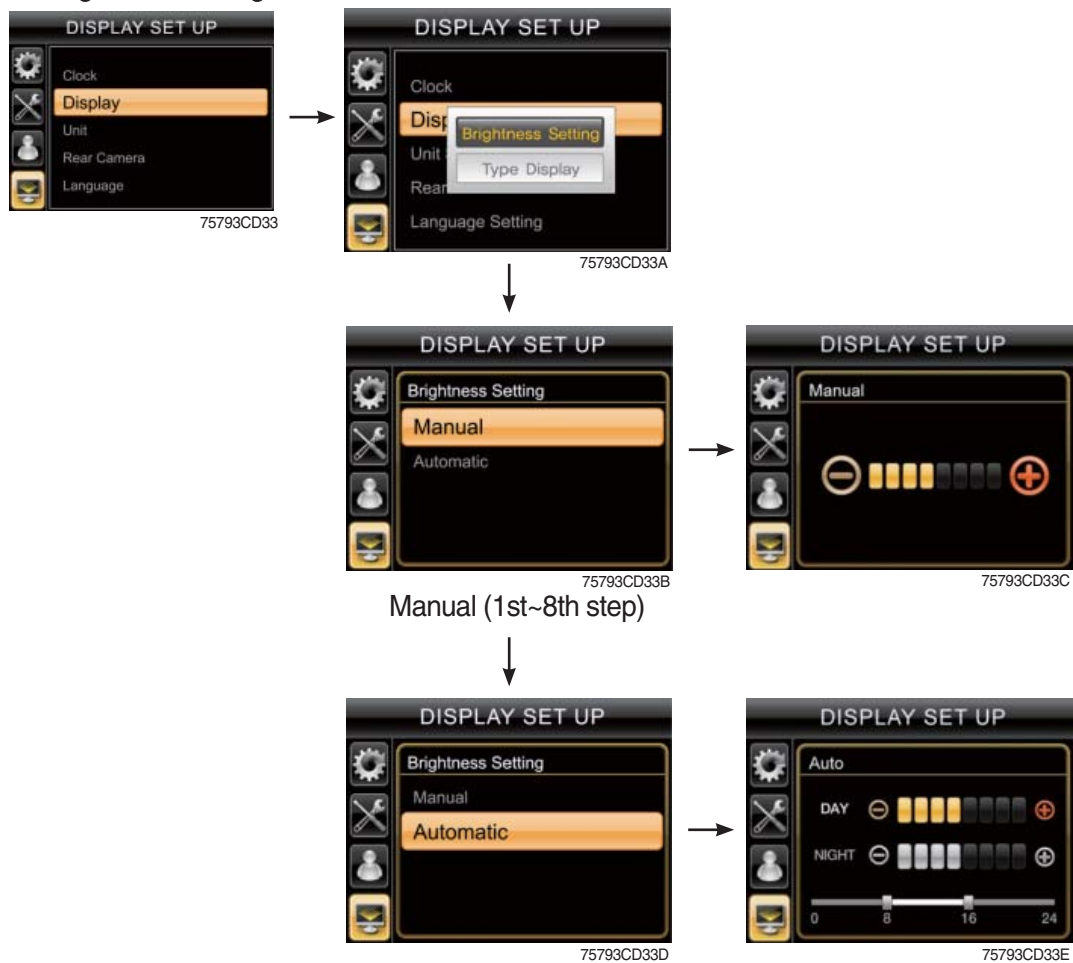 DISPLAY SET UP
Clock
Display
Unit
Rear Camera
Language
75793CD33
DISPLAY SET UP
Clock
Disp
Brightness Setting
Unit
Type Display
Rear
Language Setting
75793CD33A
DISPLAY SET UP
Brightness Setting
Manual
Automatic
75793CD33B
Manual (1st~8th step)
DISPLAY SET UP
Manual
75793CD33C
DISPLAY SET UP
Brightness Setting
Manual
Automatic
75793CD33D
DISPLAY SET UP
Auto
DAY
NIGHT
0 8 16 24
75793CD33E